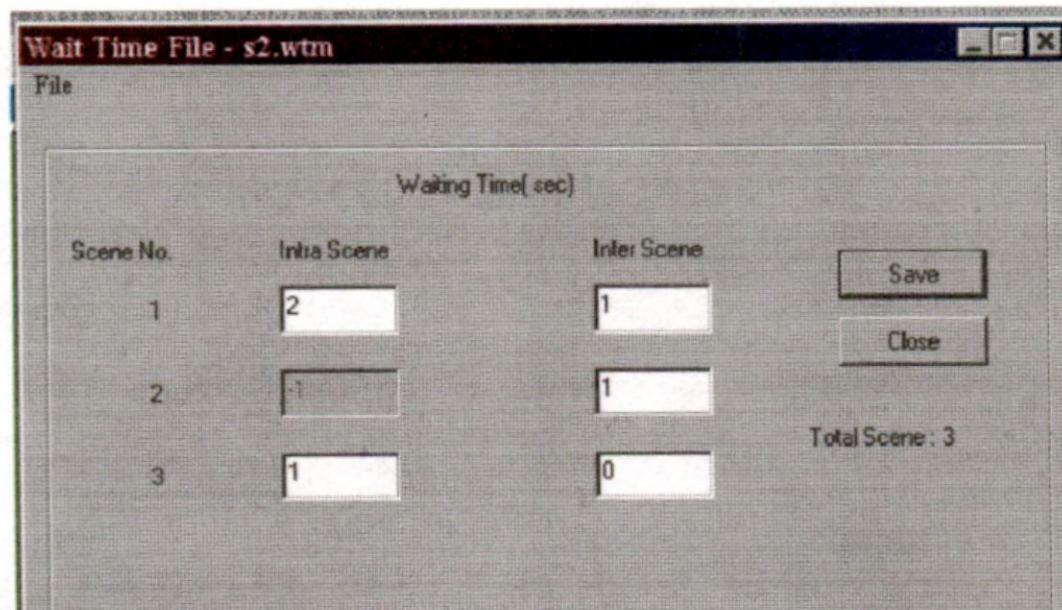 Wait Time File - s2.wtm
File
Waiting Time( sec)
Scene No. Intra Scene Inter Scene
Save
1 2 1
Close
2 -1 1
Total Scene : 3
3 1 0